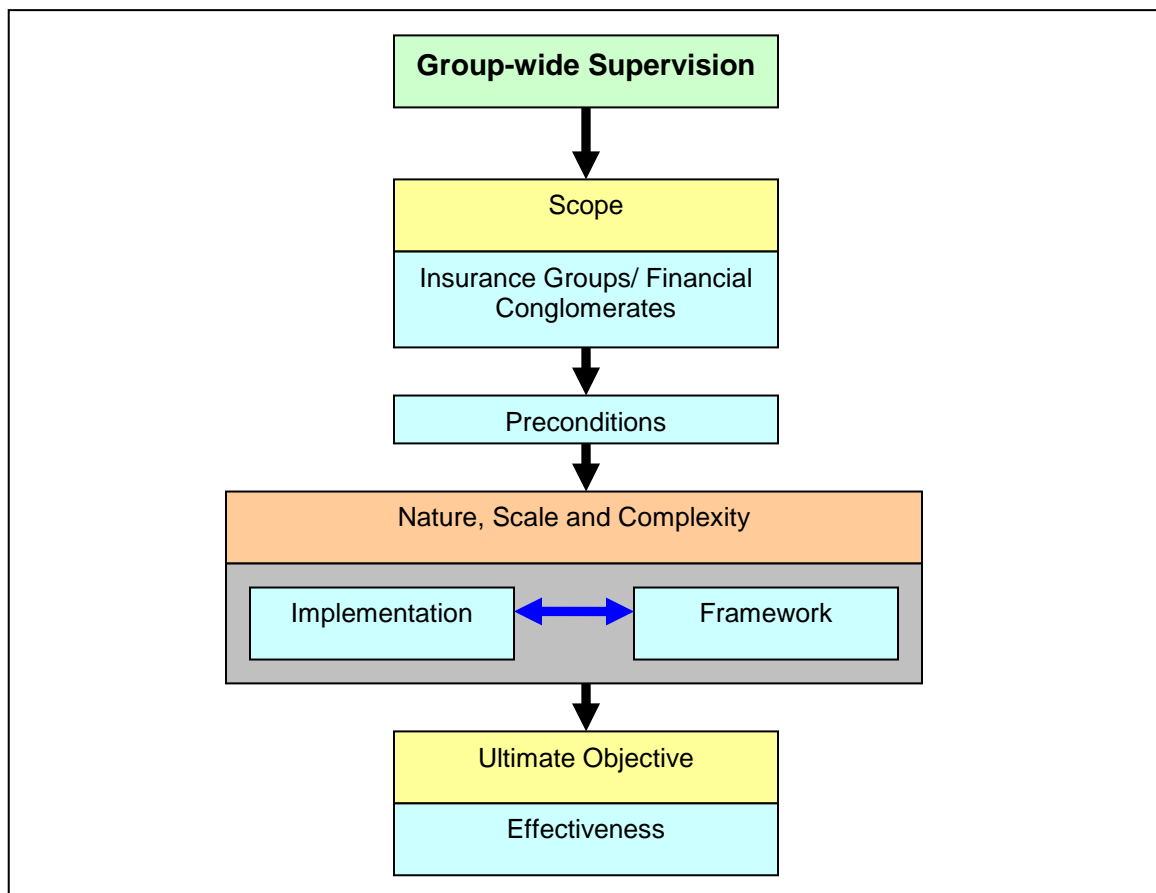 Group-wide Supervision
Scope
Insurance Groups/ Financial
Conglomerates
Preconditions
Nature, Scale and Complexity
Implementation
Framework
Ultimate Objective
Effectiveness